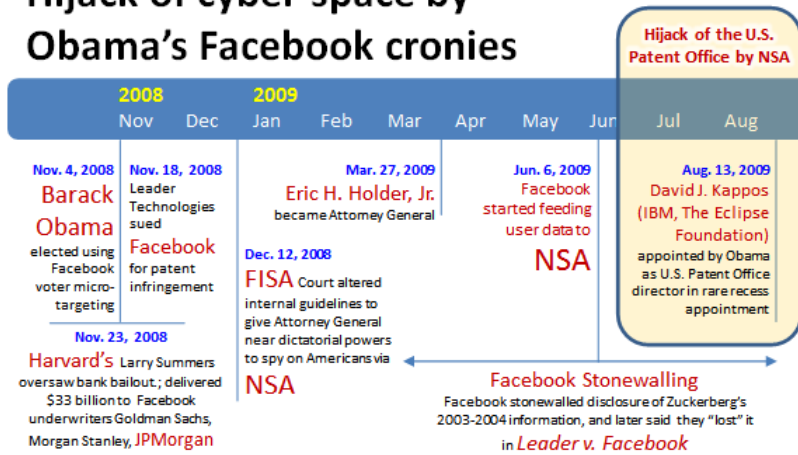 Hijack of cyber-space by
Obama's Facebook cronies
Hijack of the U.S.
Patent Office by NSA
2008
2009
Nov Dec Jan Feb Mar Apr May Jun Jul Aug
Nov. 4, 2008
Barack
Obama
elected using
Facebook
voter micro-
targeting
Nov. 18, 2008
Leader
Technologies
sued
Facebook
for patent
infringement
Nov. 23, 2008
Harvard's Larry Summers
oversaw bank bailout.; delivered
$33 billion to Facebook
underwriters Goldman Sachs,
Morgan Stanley, JPMorgan
Mar. 27, 2009
Eric H. Holder, Jr.
became Attorney General
Dec. 12, 2008
FISA Court altered
internal guidelines to
give Attorney General
near dictatorial powers
to spy on Americans via
NSA
Jun. 6, 2009
Facebook
started feeding
user data to
NSA
Aug. 13, 2009
David J. Kappos
(IBM, The Eclipse
Foundation)
appointed by Obama
as U.S. Patent Office
director in rare recess
appointment
Facebook Stonewalling
Facebook stonewalled disclosure of Zuckerberg's
2003-2004 information, and later said they "lost" it
in Leader v. Facebook